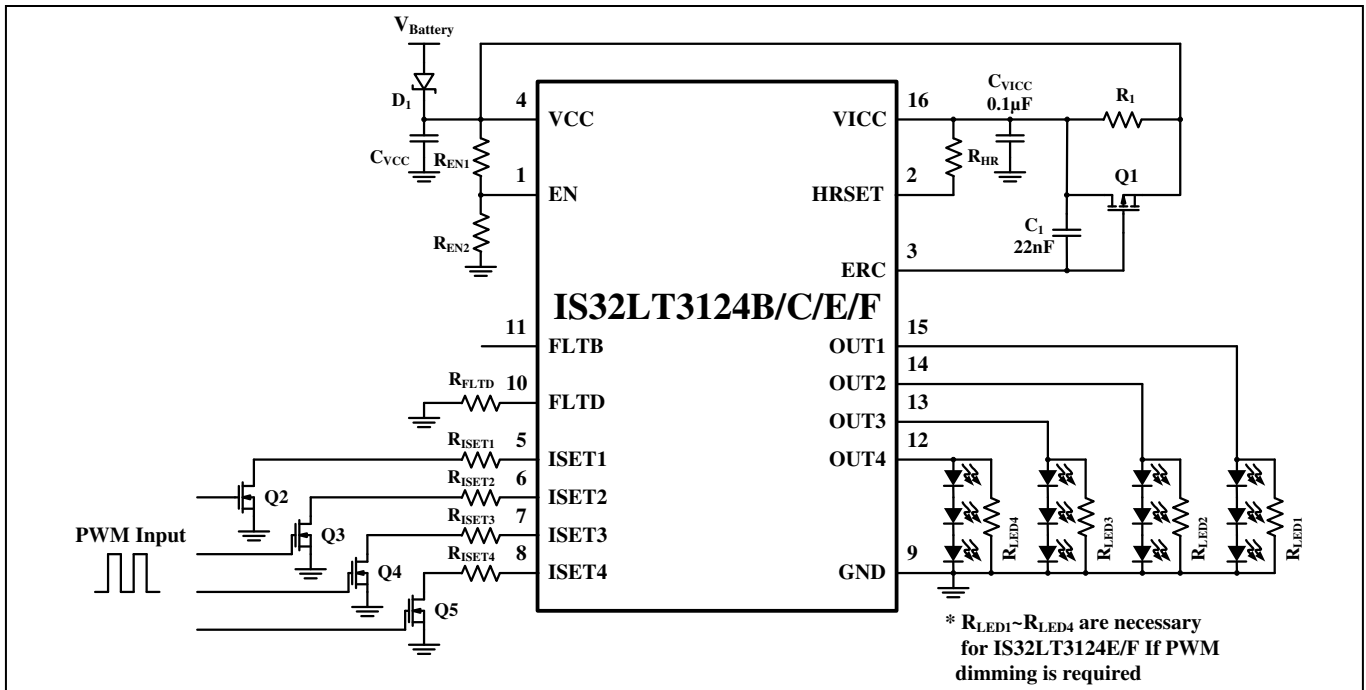 VBattery
D1
CVCC
4
VCC
REN1
1
EN
REN2
IS32LT3124B/C/E/F
11
FLTB
RFLTD
10
FLTD
RISET1
5
ISET1
Q2
RISET2
6
ISET2
PWM Input
Q3
RISET3
7
ISET3
Q4
RISET4
8
ISET4
Q5
16
VICC
CVICC
0.1µF
R1
RHR
2
HRSET
Q1
C1
22nF
3
ERC
15
OUT1
14
OUT2
13
OUT3
12
OUT4
RLED4
RLED3
RLED2
RLED1
9
GND
* RLED1~RLED4 are necessary
for IS32LT3124E/F If PWM
dimming is required